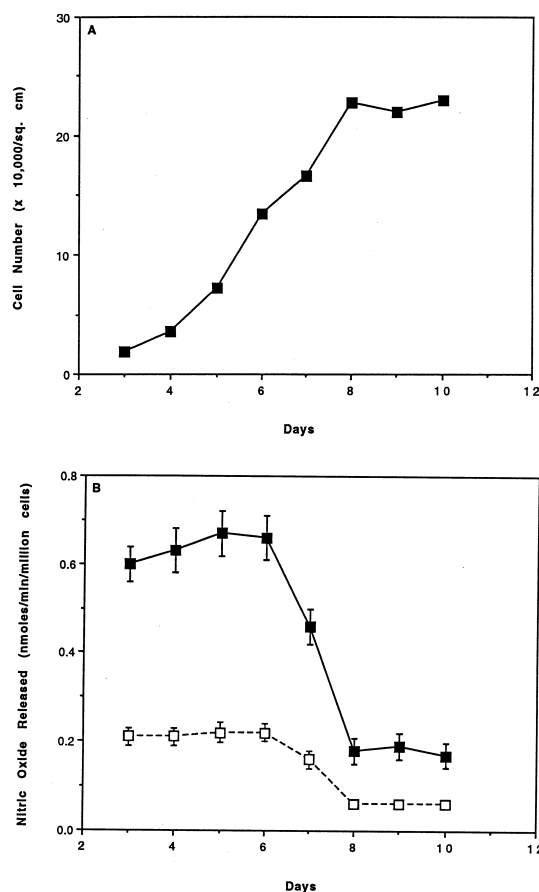 30
A
20
10
0
Cell Number (x 10,000/sq. cm)
2 4 6 8 10 12
Days
0.8
B
0.6
0.4
0.2
0.0
Nitric Oxide Released (nmoles/min/million cells)
2 4 6 8 10 12
Days